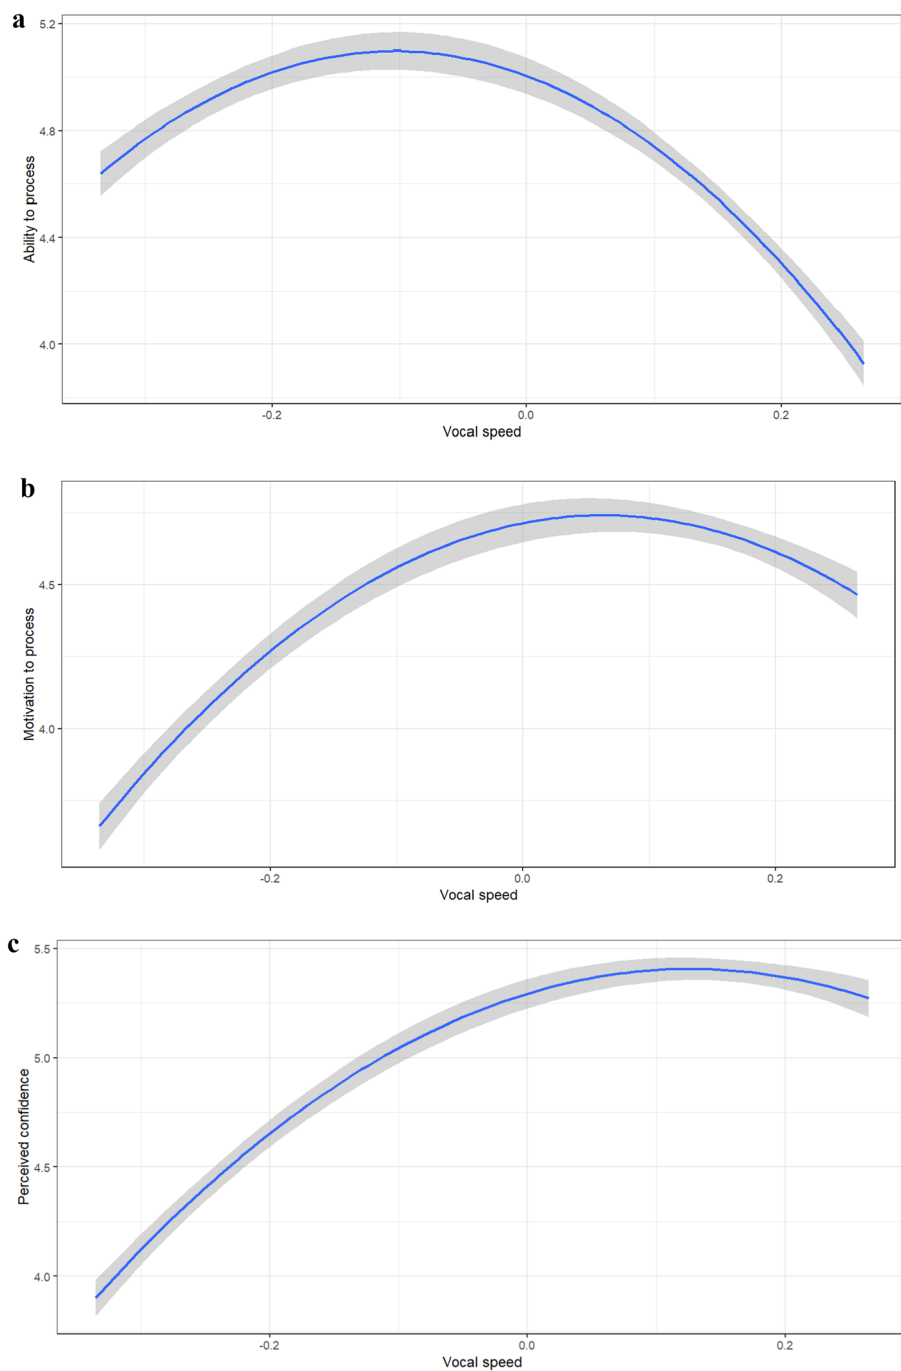 a
5.2
4.8
4.4
4.0
Ability to process
-0.2 0.0 0.2
Vocal speed
b
4.5
4.0
Motivation to process
-0.2 0.0 0.2
Vocal speed
c
5.5
5.0
4.5
4.0
Perceived confidence
-0.2 0.0 0.2
Vocal speed